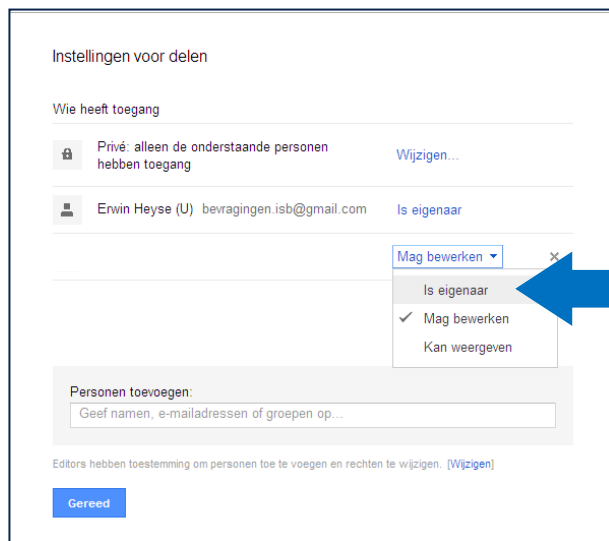 Instellingen voor delen
Wie heeft toegang
Privé: alleen de onderstaande personen
hebben toegang
Wijzigen...
Erwin Heyse (U) bevragingen.isb@gmail.com Is eigenaar
Mag bewerken
Is eigenaar
Mag bewerken
Kan weergeven
Personen toevoegen:
Geef namen, e-mailadressen of groepen op...
Editors hebben toestemming om personen toe te voegen en rechten te wijzigen. [Wijzigen]
Gereed